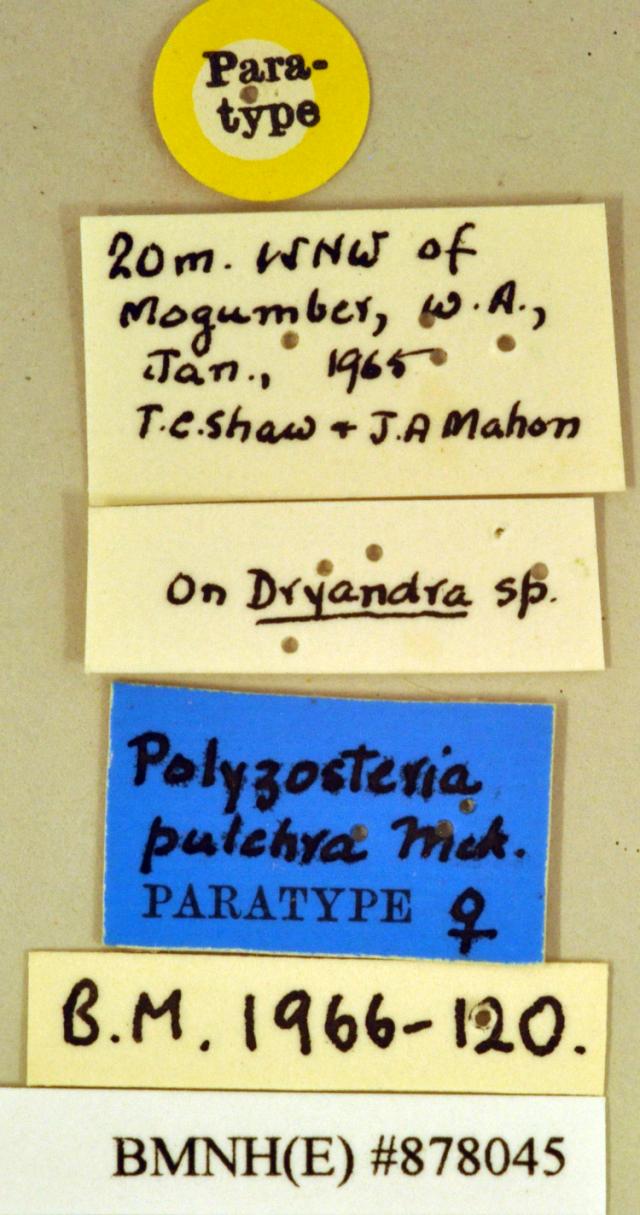 Para-
type
20m. WNW of
Mogumber, W.A.,
Jan., 1965
T.C.Shaw + J.A Mahon
On Dryandra sp.
Polyzosteria
pulchra Mck.
PARATYPE ♀
B.M. 1966-120.
BMNH(E) #878045